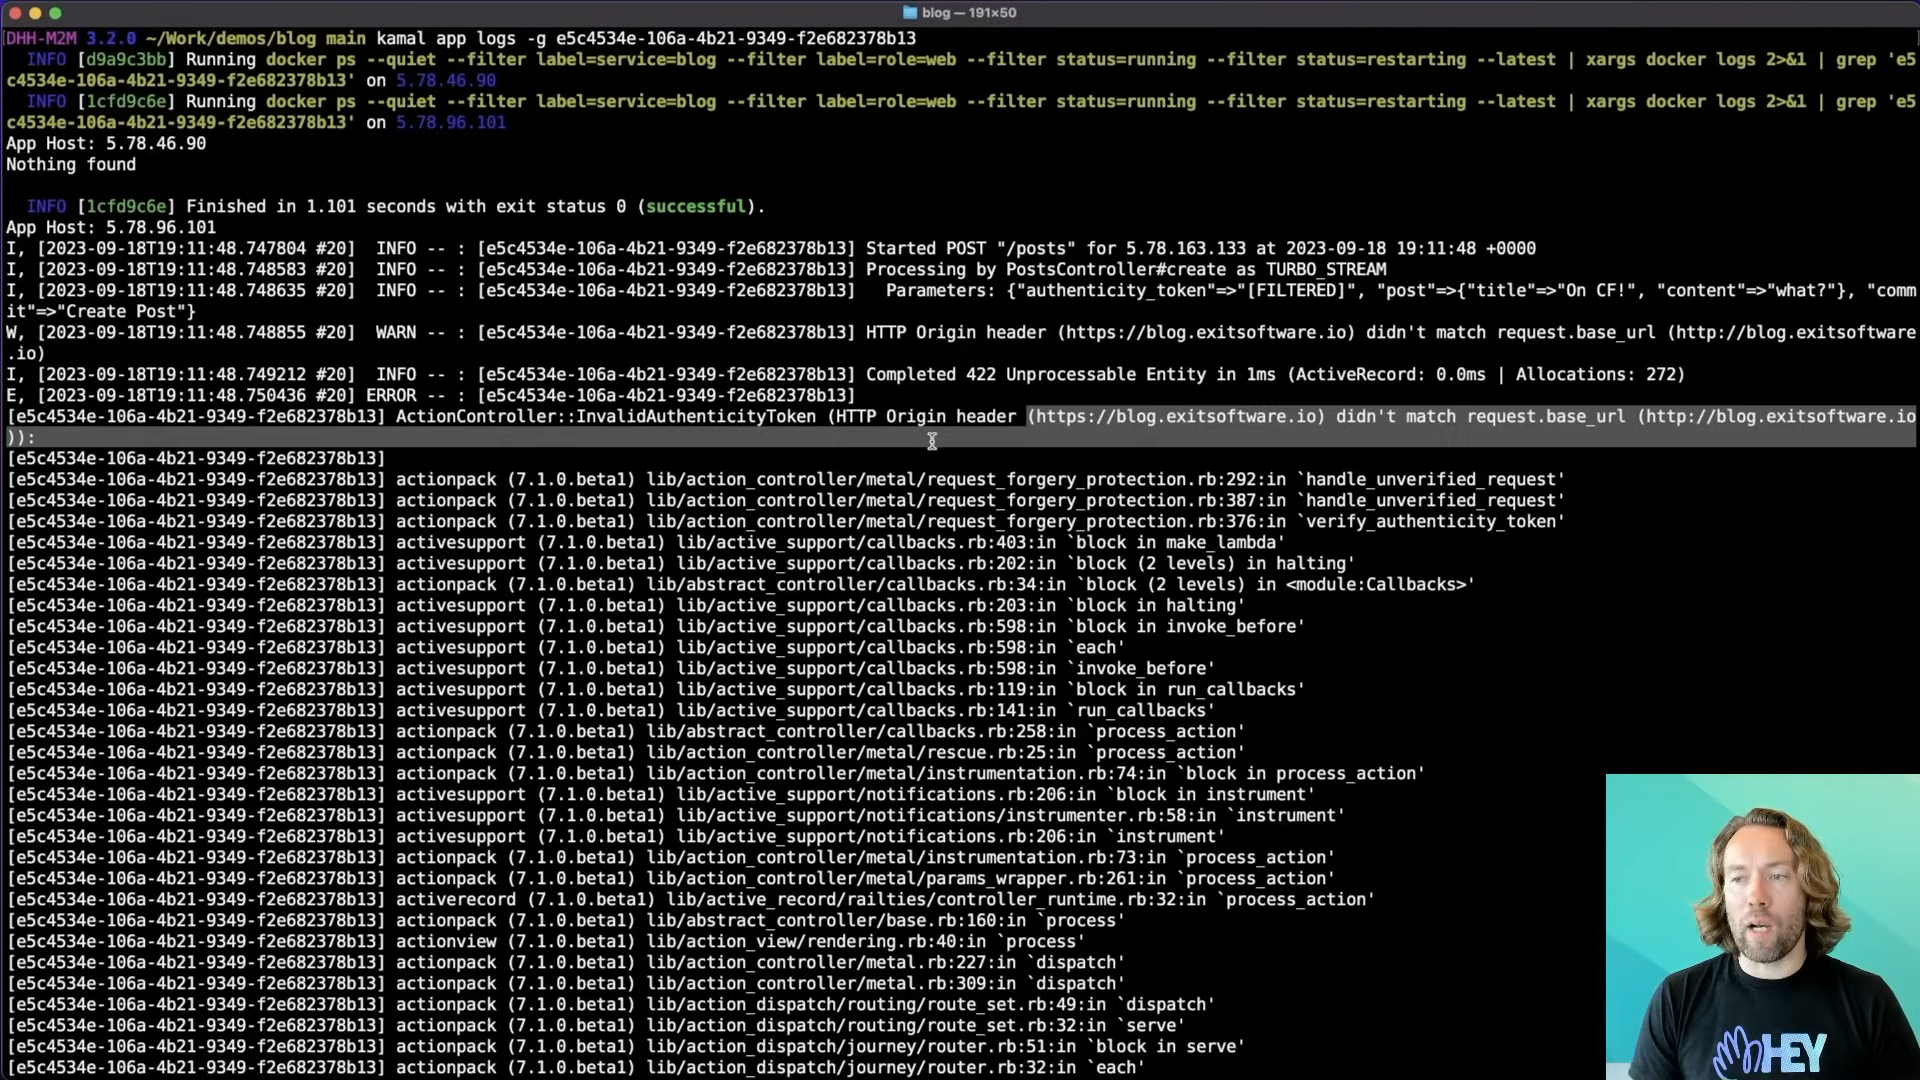 blog — 191×50
DHH-M2M 3.2.0 ~/Work/demos/blog main kamal app logs -g e5c4534e-106a-4b21-9349-f2e682378b13
INFO [d9a9c3bb] Running docker ps --quiet --filter label=service=blog --filter label=role=web --filter status=running --filter status=restarting --latest | xargs docker logs 2>&1 | grep 'e5
c4534e-106a-4b21-9349-f2e682378b13' on 5.78.46.90
INFO [1cfd9c6e] Running docker ps --quiet --filter label=service=blog --filter label=role=web --filter status=running --filter status=restarting --latest | xargs docker logs 2>&1 | grep 'e5
c4534e-106a-4b21-9349-f2e682378b13' on 5.78.96.101
App Host: 5.78.46.90
Nothing found
INFO [1cfd9c6e] Finished in 1.101 seconds with exit status 0 (successful).
App Host: 5.78.96.101
I, [2023-09-18T19:11:48.747804 #20]  INFO -- : [e5c4534e-106a-4b21-9349-f2e682378b13] Started POST "/posts" for 5.78.163.133 at 2023-09-18 19:11:48 +0000
I, [2023-09-18T19:11:48.748583 #20]  INFO -- : [e5c4534e-106a-4b21-9349-f2e682378b13] Processing by PostsController#create as TURBO_STREAM
I, [2023-09-18T19:11:48.748635 #20]  INFO -- : [e5c4534e-106a-4b21-9349-f2e682378b13]   Parameters: {"authenticity_token"=>"[FILTERED]", "post"=>{"title"=>"On CF!", "content"=>"what?"}, "comm
it"=>"Create Post"}
W, [2023-09-18T19:11:48.748855 #20]  WARN -- : [e5c4534e-106a-4b21-9349-f2e682378b13] HTTP Origin header (https://blog.exitsoftware.io) didn't match request.base_url (http://blog.exitsoftware
.io)
I, [2023-09-18T19:11:48.749212 #20]  INFO -- : [e5c4534e-106a-4b21-9349-f2e682378b13] Completed 422 Unprocessable Entity in 1ms (ActiveRecord: 0.0ms | Allocations: 272)
E, [2023-09-18T19:11:48.750436 #20] ERROR -- : [e5c4534e-106a-4b21-9349-f2e682378b13]
[e5c4534e-106a-4b21-9349-f2e682378b13] ActionController::InvalidAuthenticityToken (HTTP Origin header (https://blog.exitsoftware.io) didn't match request.base_url (http://blog.exitsoftware.io
)):
[e5c4534e-106a-4b21-9349-f2e682378b13]
[e5c4534e-106a-4b21-9349-f2e682378b13] actionpack (7.1.0.beta1) lib/action_controller/metal/request_forgery_protection.rb:292:in `handle_unverified_request'
[e5c4534e-106a-4b21-9349-f2e682378b13] actionpack (7.1.0.beta1) lib/action_controller/metal/request_forgery_protection.rb:387:in `handle_unverified_request'
[e5c4534e-106a-4b21-9349-f2e682378b13] actionpack (7.1.0.beta1) lib/action_controller/metal/request_forgery_protection.rb:376:in `verify_authenticity_token'
[e5c4534e-106a-4b21-9349-f2e682378b13] activesupport (7.1.0.beta1) lib/active_support/callbacks.rb:403:in `block in make_lambda'
[e5c4534e-106a-4b21-9349-f2e682378b13] activesupport (7.1.0.beta1) lib/active_support/callbacks.rb:202:in `block (2 levels) in halting'
[e5c4534e-106a-4b21-9349-f2e682378b13] actionpack (7.1.0.beta1) lib/abstract_controller/callbacks.rb:34:in `block (2 levels) in <module:Callbacks>'
[e5c4534e-106a-4b21-9349-f2e682378b13] activesupport (7.1.0.beta1) lib/active_support/callbacks.rb:203:in `block in halting'
[e5c4534e-106a-4b21-9349-f2e682378b13] activesupport (7.1.0.beta1) lib/active_support/callbacks.rb:598:in `block in invoke_before'
[e5c4534e-106a-4b21-9349-f2e682378b13] activesupport (7.1.0.beta1) lib/active_support/callbacks.rb:598:in `each'
[e5c4534e-106a-4b21-9349-f2e682378b13] activesupport (7.1.0.beta1) lib/active_support/callbacks.rb:598:in `invoke_before'
[e5c4534e-106a-4b21-9349-f2e682378b13] activesupport (7.1.0.beta1) lib/active_support/callbacks.rb:119:in `block in run_callbacks'
[e5c4534e-106a-4b21-9349-f2e682378b13] activesupport (7.1.0.beta1) lib/active_support/callbacks.rb:141:in `run_callbacks'
[e5c4534e-106a-4b21-9349-f2e682378b13] actionpack (7.1.0.beta1) lib/abstract_controller/callbacks.rb:258:in `process_action'
[e5c4534e-106a-4b21-9349-f2e682378b13] actionpack (7.1.0.beta1) lib/action_controller/metal/rescue.rb:25:in `process_action'
[e5c4534e-106a-4b21-9349-f2e682378b13] actionpack (7.1.0.beta1) lib/action_controller/metal/instrumentation.rb:74:in `block in process_action'
[e5c4534e-106a-4b21-9349-f2e682378b13] activesupport (7.1.0.beta1) lib/active_support/notifications.rb:206:in `block in instrument'
[e5c4534e-106a-4b21-9349-f2e682378b13] activesupport (7.1.0.beta1) lib/active_support/notifications/instrumenter.rb:58:in `instrument'
[e5c4534e-106a-4b21-9349-f2e682378b13] activesupport (7.1.0.beta1) lib/active_support/notifications.rb:206:in `instrument'
[e5c4534e-106a-4b21-9349-f2e682378b13] actionpack (7.1.0.beta1) lib/action_controller/metal/instrumentation.rb:73:in `process_action'
[e5c4534e-106a-4b21-9349-f2e682378b13] actionpack (7.1.0.beta1) lib/action_controller/metal/params_wrapper.rb:261:in `process_action'
[e5c4534e-106a-4b21-9349-f2e682378b13] activerecord (7.1.0.beta1) lib/active_record/railties/controller_runtime.rb:32:in `process_action'
[e5c4534e-106a-4b21-9349-f2e682378b13] actionpack (7.1.0.beta1) lib/abstract_controller/base.rb:160:in `process'
[e5c4534e-106a-4b21-9349-f2e682378b13] actionview (7.1.0.beta1) lib/action_view/rendering.rb:40:in `process'
[e5c4534e-106a-4b21-9349-f2e682378b13] actionpack (7.1.0.beta1) lib/action_controller/metal.rb:227:in `dispatch'
[e5c4534e-106a-4b21-9349-f2e682378b13] actionpack (7.1.0.beta1) lib/action_controller/metal.rb:309:in `dispatch'
[e5c4534e-106a-4b21-9349-f2e682378b13] actionpack (7.1.0.beta1) lib/action_dispatch/routing/route_set.rb:49:in `dispatch'
[e5c4534e-106a-4b21-9349-f2e682378b13] actionpack (7.1.0.beta1) lib/action_dispatch/routing/route_set.rb:32:in `serve'
[e5c4534e-106a-4b21-9349-f2e682378b13] actionpack (7.1.0.beta1) lib/action_dispatch/journey/router.rb:51:in `block in serve'
[e5c4534e-106a-4b21-9349-f2e682378b13] actionpack (7.1.0.beta1) lib/action_dispatch/journey/router.rb:32:in `each'
HEY